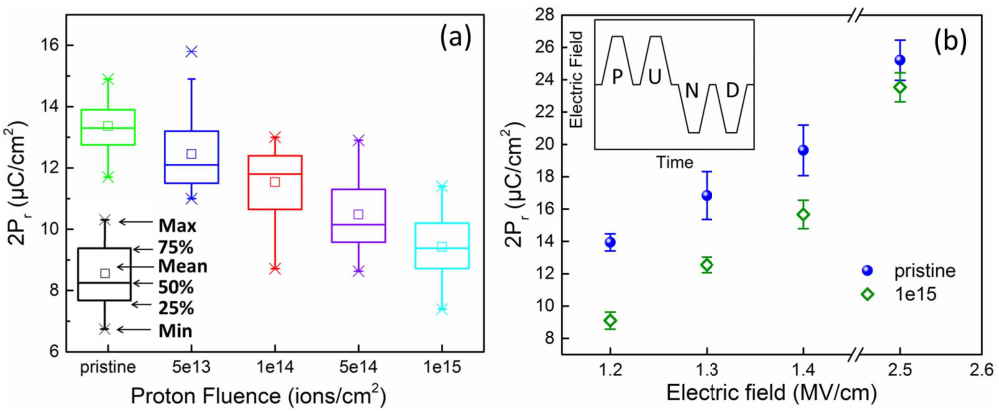 (a)
2Pr (μC/cm²)
16
14
12
10
8
6
Max
75%
Mean
50%
25%
Min
pristine 5e13 1e14 5e14 1e15
Proton Fluence (ions/cm²)
(b)
2Pr (μC/cm²)
28
26
24
22
20
18
16
14
12
10
8
Electric Field
P U N D
Time
pristine
1e15
1.2 1.3 1.4 2.5 2.6
Electric field (MV/cm)